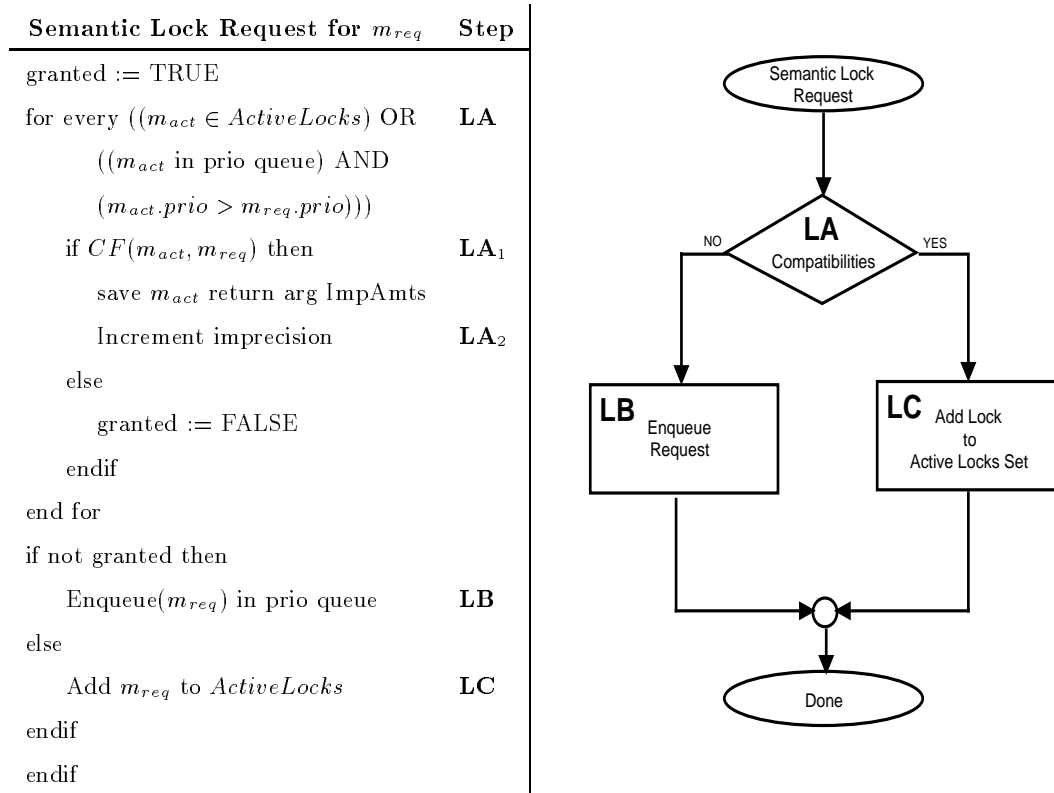 Semantic Lock Request for m_req Step
granted := TRUE
for every ((m_act ∈ ActiveLocks) OR LA
((m_act in prio queue) AND
(m_act.prio > m_req.prio)))
if CF(m_act, m_req) then LA₁
save m_act return arg ImpAmts
Increment imprecision LA₂
else
granted := FALSE
endif
end for
if not granted then
Enqueue(m_req) in prio queue LB
else
Add m_req to ActiveLocks LC
endif
endif
Semantic Lock
Request
LA
Compatibilities
NO
YES
LB
Enqueue
Request
LC
Add Lock
to
Active Locks Set
Done